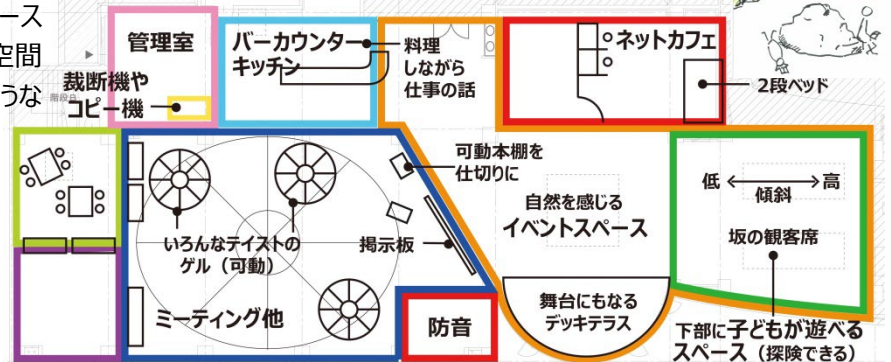 ース
空間
うな
管理室
裁断機や
コピー機
階段B
バーカウンター
キッチン
料理
しながら
仕事の話
ネットカフェ
2段ベッド
可動本棚を
仕切りに
自然を感じる
イベントスペース
低
高
傾斜
坂の観客席
いろんなテイストの
ゲル（可動）
掲示板
ミーティング他
防音
舞台にもなる
デッキテラス
下部に子どもが遊べる
スペース（探険できる）